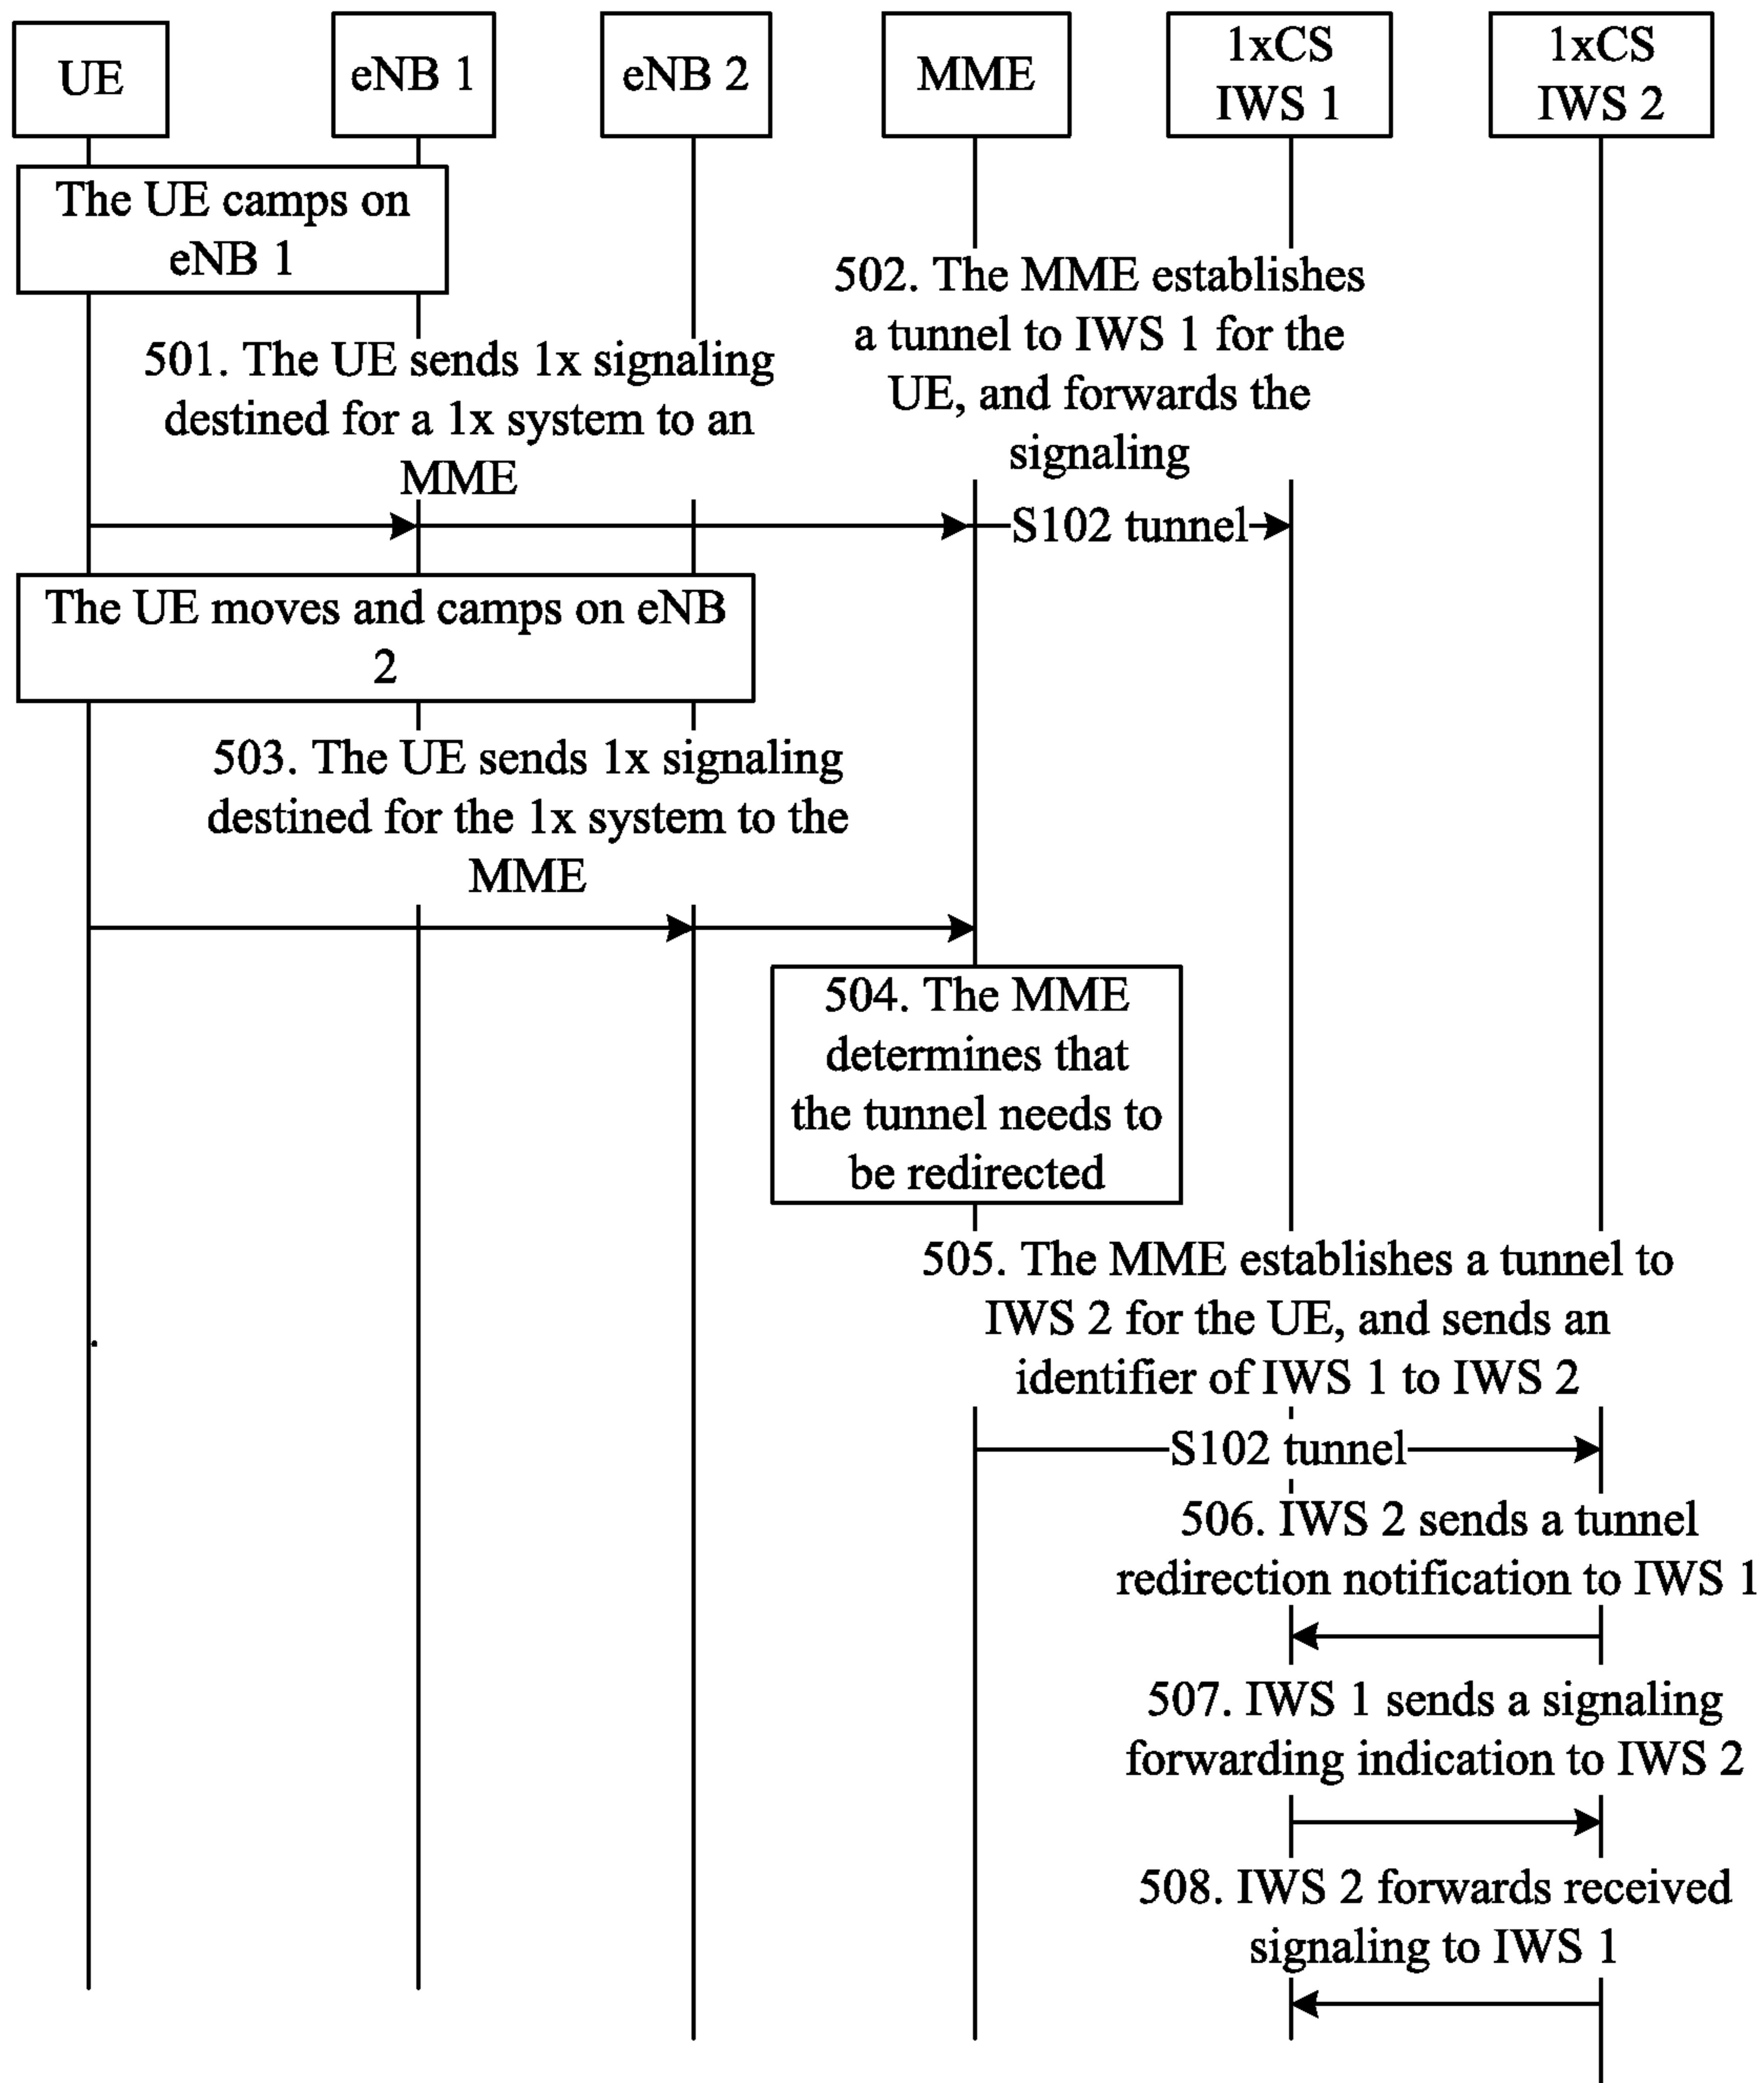 UE
eNB 1
eNB 2
MME
1xCS
IWS 1
1xCS
IWS 2
The UE camps on
eNB 1
502. The MME establishes
a tunnel to IWS 1 for the
UE, and forwards the
signaling
501. The UE sends 1x signaling
destined for a 1x system to an
MME
S102 tunnel
The UE moves and camps on eNB
2
503. The UE sends 1x signaling
destined for the 1x system to the
MME
504. The MME
determines that
the tunnel needs to
be redirected
505. The MME establishes a tunnel to
IWS 2 for the UE, and sends an
identifier of IWS 1 to IWS 2
S102 tunnel
506. IWS 2 sends a tunnel
redirection notification to IWS 1
507. IWS 1 sends a signaling
forwarding indication to IWS 2
508. IWS 2 forwards received
signaling to IWS 1